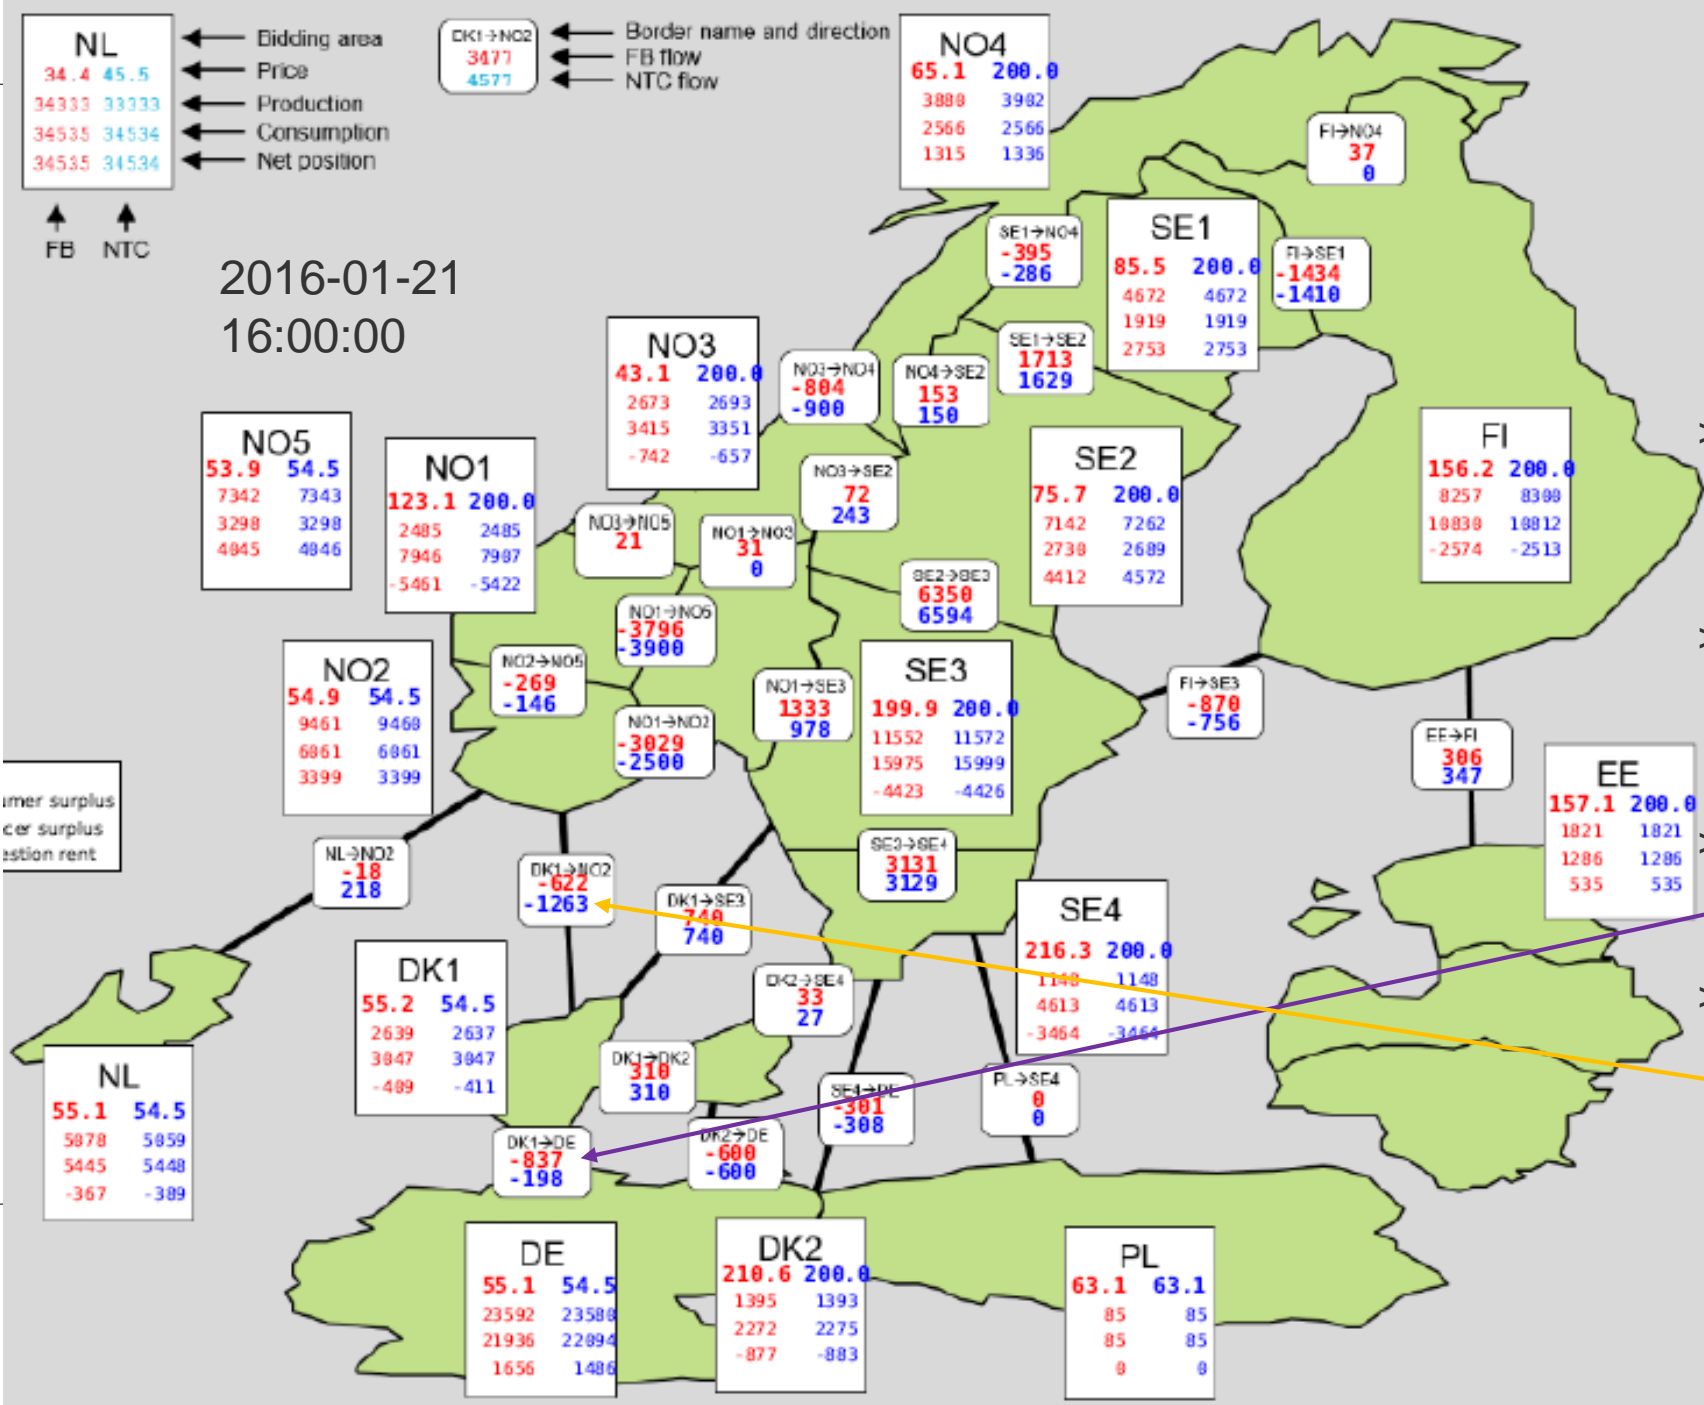 NL
34.4 45.5
34333 33333
34535 34534
34535 34534
Bidding area
Price
Production
Consumption
Net position
FB NTC
DK1→NO2
3477
4577
Border name and direction
FB flow
NTC flow
2016-01-21
16:00:00
NO4
65.1 200.0
3880 3902
2566 2566
1315 1336
FI→NO4
37
0
SE1→NO4
-395
-286
SE1
85.5 200.0
4672 4672
1919 1919
2753 2753
FI→SE1
-1434
-1410
NO3
43.1 200.0
2673 2693
3415 3351
-742 -657
NO3→NO4
-804
-900
NO4→SE2
153
150
SE1→SE2
1713
1629
NO5
53.9 54.5
7342 7343
3298 3298
4045 4046
NO1
123.1 200.0
2485 2485
7946 7907
-5461 -5422
NO3→SE2
72
243
SE2
75.7 200.0
7142 7262
2730 2689
4412 4572
FI
156.2 200.0
8257 8300
10830 10812
-2574 -2513
NO3→NO5
21
NO1→NO3
31
0
SE2→SE3
6350
6594
NO1→NO5
-3796
-3900
NO2
54.9 54.5
9461 9460
6061 6061
3399 3399
NO2→NO5
-269
-146
NO1→NO2
-3029
-2500
NO1→SE3
1333
978
SE3
199.9 200.0
11552 11572
15975 15999
-4423 -4426
FI→SE3
-870
-756
EE→FI
306
347
EE
157.1 200.0
1821 1821
1286 1286
535 535
umer surplus
cer surplus
estion rent
NL→NO2
-18
218
DK1→NO2
-622
-1263
DK1→SE3
740
740
SE3→SE4
3131
3129
SE4
216.3 200.0
1148 1148
4613 4613
-3464 -3464
DK1
55.2 54.5
2639 2637
3047 3047
-409 -411
DK2→SE4
33
27
DK1→DK2
310
310
SE4→DE
-301
-308
PL→SE4
0
0
NL
55.1 54.5
5078 5059
5445 5448
-367 -389
DK1→DE
-837
-198
DK2→DE
-600
-600
DE
55.1 54.5
23592 23580
21936 22094
1656 1486
DK2
210.6 200.0
1395 1393
2272 2275
-877 -883
PL
63.1 63.1
85 85
85 85
0 0